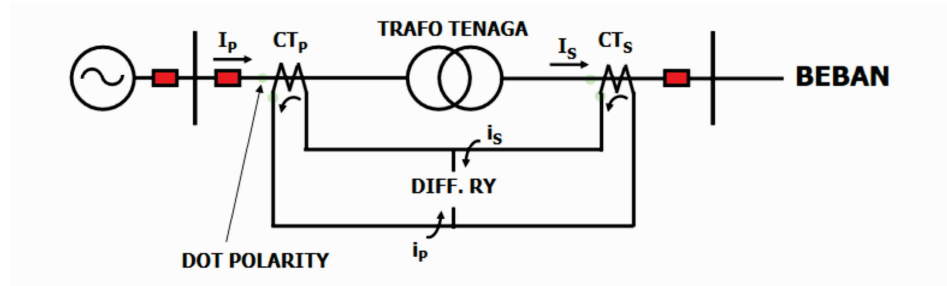 Ip
CTp
TRAFO TENAGA
Is
CTs
BEBAN
is
DIFF. RY
ip
DOT POLARITY